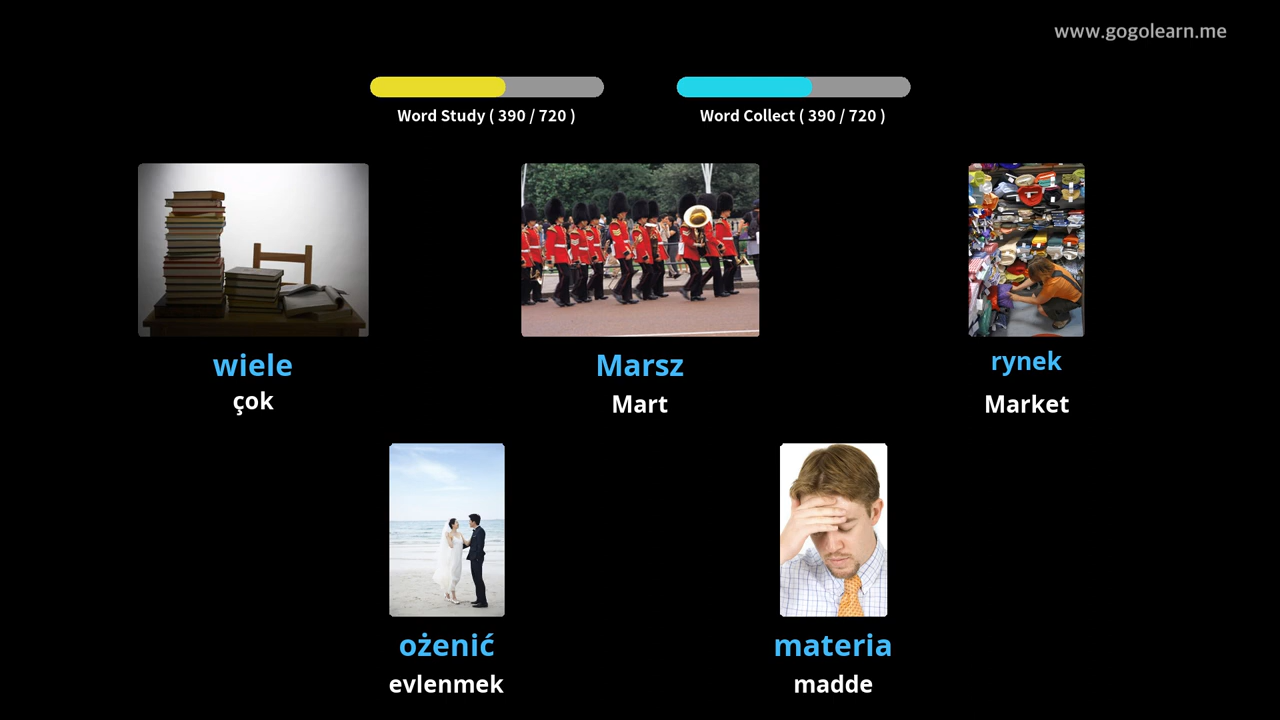 www.gogolearn.me
Word Study ( 390 / 720 )
Word Collect ( 390 / 720 )
wiele
çok
Marsz
Mart
rynek
Market
ożenić
evlenmek
materia
madde